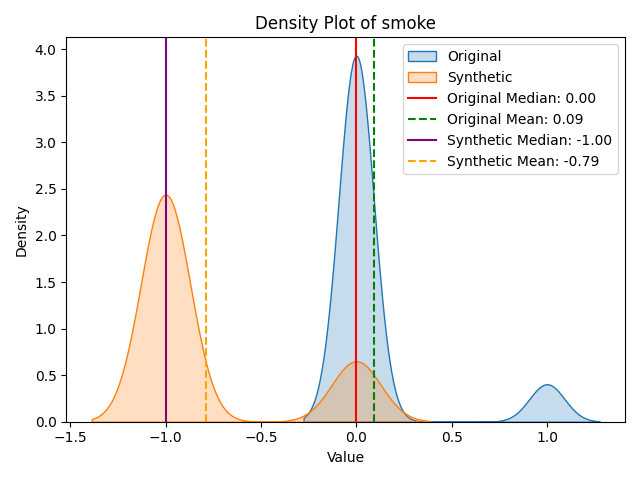 Density Plot of smoke
4.0
3.5
3.0
2.5
2.0
1.5
1.0
0.5
0.0
Density
−1.5
−1.0
−0.5
0.0
0.5
1.0
Value
Original
Synthetic
Original Median: 0.00
Original Mean: 0.09
Synthetic Median: -1.00
Synthetic Mean: -0.79